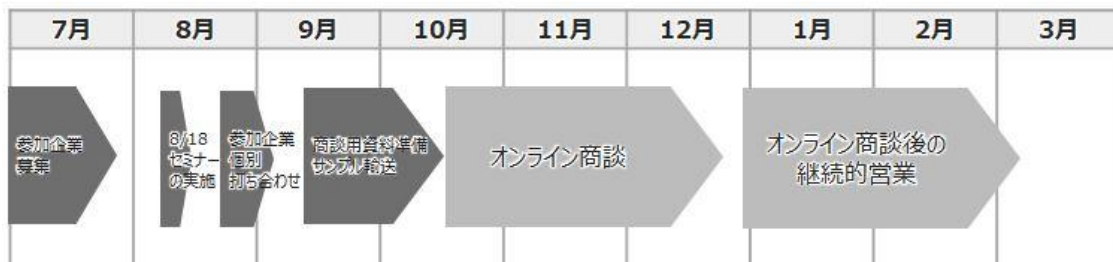 7月 8月 9月 10月 11月 12月 1月 2月 3月
参加企業
募集
8/18
セミナー
の実施
参加企業
個別
打ち合わせ
商談用資料準備
サンプル輸送
オンライン商談
オンライン商談後の
継続的営業